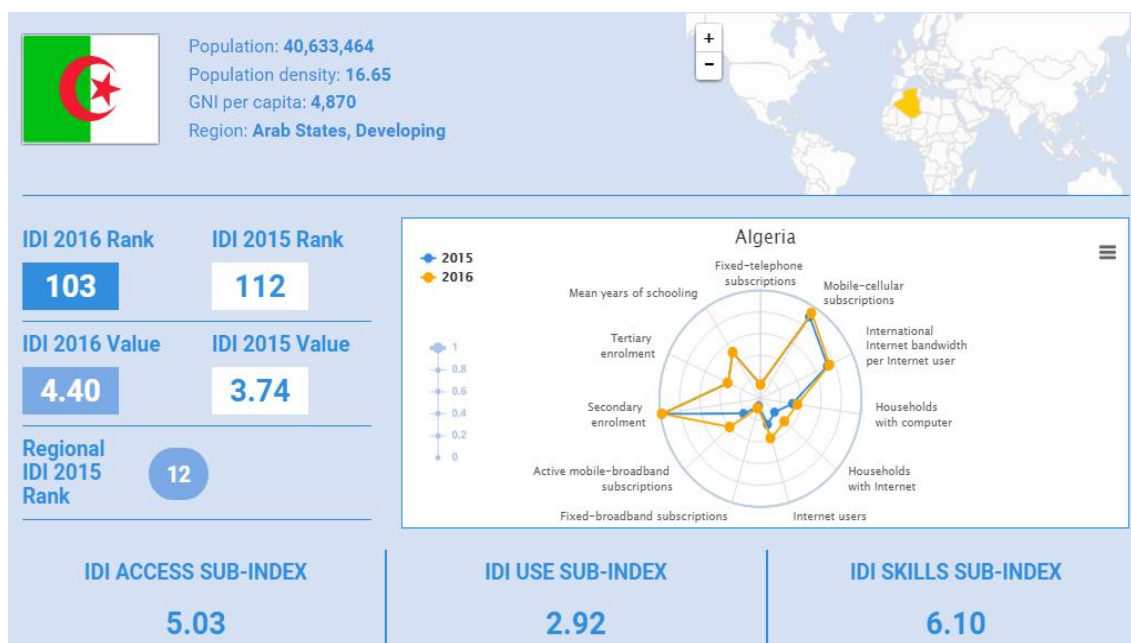 Population: 40,633,464
Population density: 16.65
GNI per capita: 4,870
Region: Arab States, Developing
+
−
IDI 2016 Rank
103
IDI 2015 Rank
112
IDI 2016 Value
4.40
IDI 2015 Value
3.74
Regional
IDI 2015
Rank
12
Algeria
2015
2016
1
0.8
0.6
0.4
0.2
0
Fixed-telephone
subscriptions
Mobile-cellular
subscriptions
International
Internet bandwidth
per Internet user
Households
with computer
Households
with Internet
Internet users
Fixed-broadband subscriptions
Active mobile-broadband
subscriptions
Secondary
enrolment
Tertiary
enrolment
Mean years of schooling
IDI ACCESS SUB-INDEX
5.03
IDI USE SUB-INDEX
2.92
IDI SKILLS SUB-INDEX
6.10